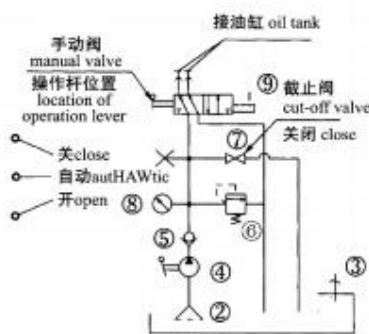 接油缸 oil tank
手动阀
manual valve
操作杆位置
location of
operation lever
⑨ 截止阀
cut-off valve
⑦ 关闭 close
关close
自动autHAWtic
开open
⑧
⑥
⑤
④
③
②